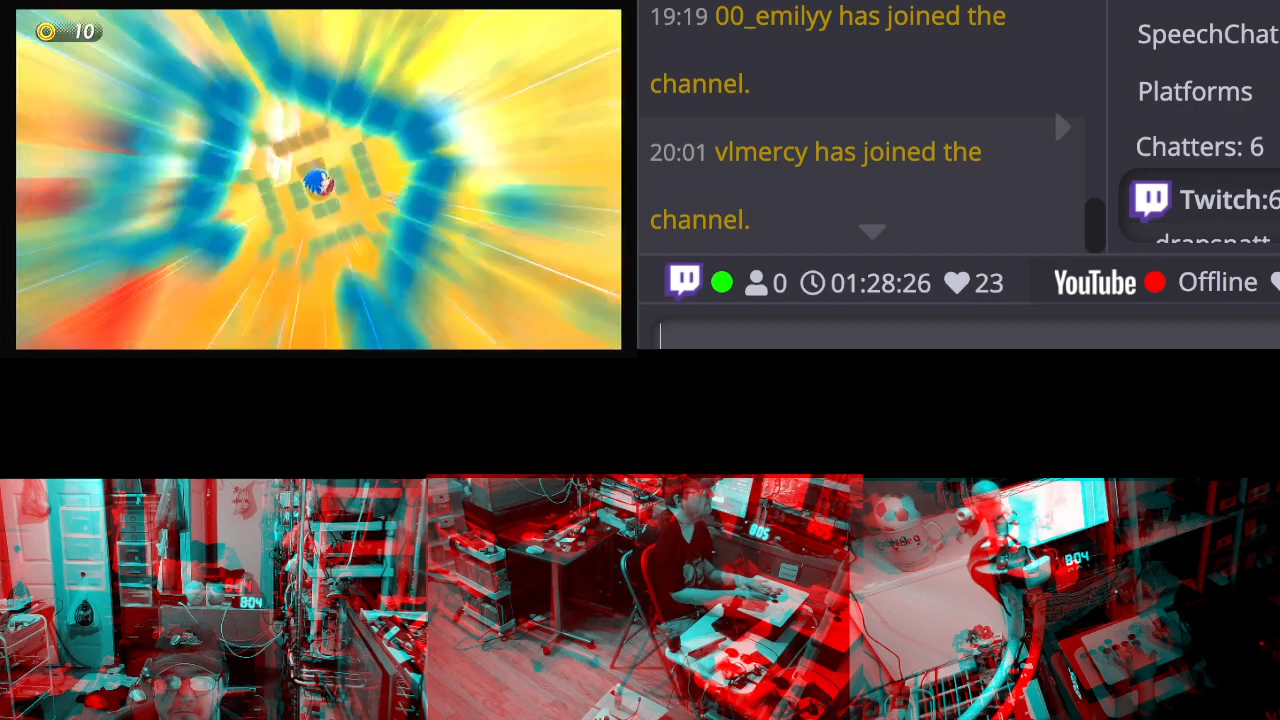 10
19:19 00_emilyy has joined the
channel.
20:01 vlmercy has joined the
channel.
SpeechChat
Platforms
Chatters: 6
Twitch:6
0 01:28:26 23
YouTube Offline
804
805
804